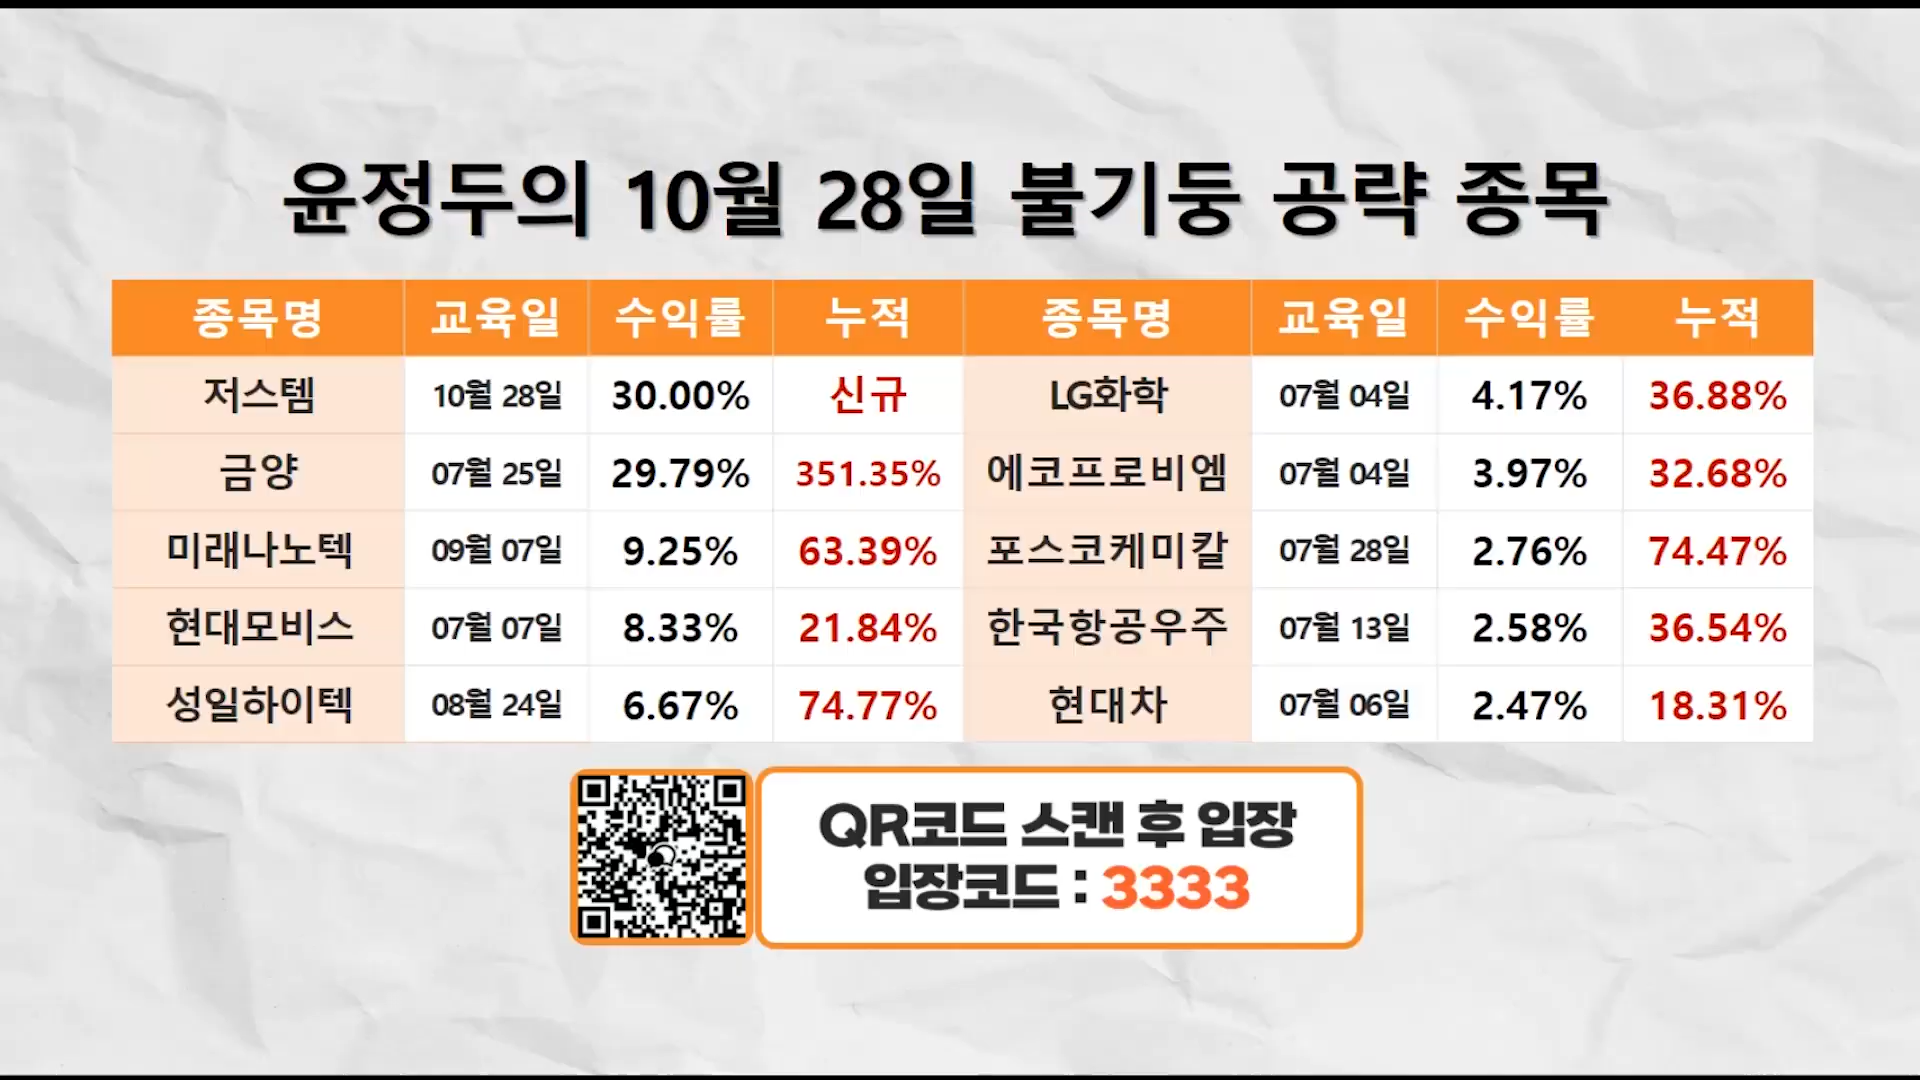 윤정두의 10월 28일 불기둥 공략 종목
종목명 교육일 수익률 누적 종목명 교육일 수익률 누적
저스템 10월 28일 30.00% 신규 LG화학 07월 04일 4.17% 36.88%
금양 07월 25일 29.79% 351.35% 에코프로비엠 07월 04일 3.97% 32.68%
미래나노텍 09월 07일 9.25% 63.39% 포스코케미칼 07월 28일 2.76% 74.47%
현대모비스 07월 07일 8.33% 21.84% 한국항공우주 07월 13일 2.58% 36.54%
성일하이텍 08월 24일 6.67% 74.77% 현대차 07월 06일 2.47% 18.31%
QR코드 스캔 후 입장
입장코드 : 3333